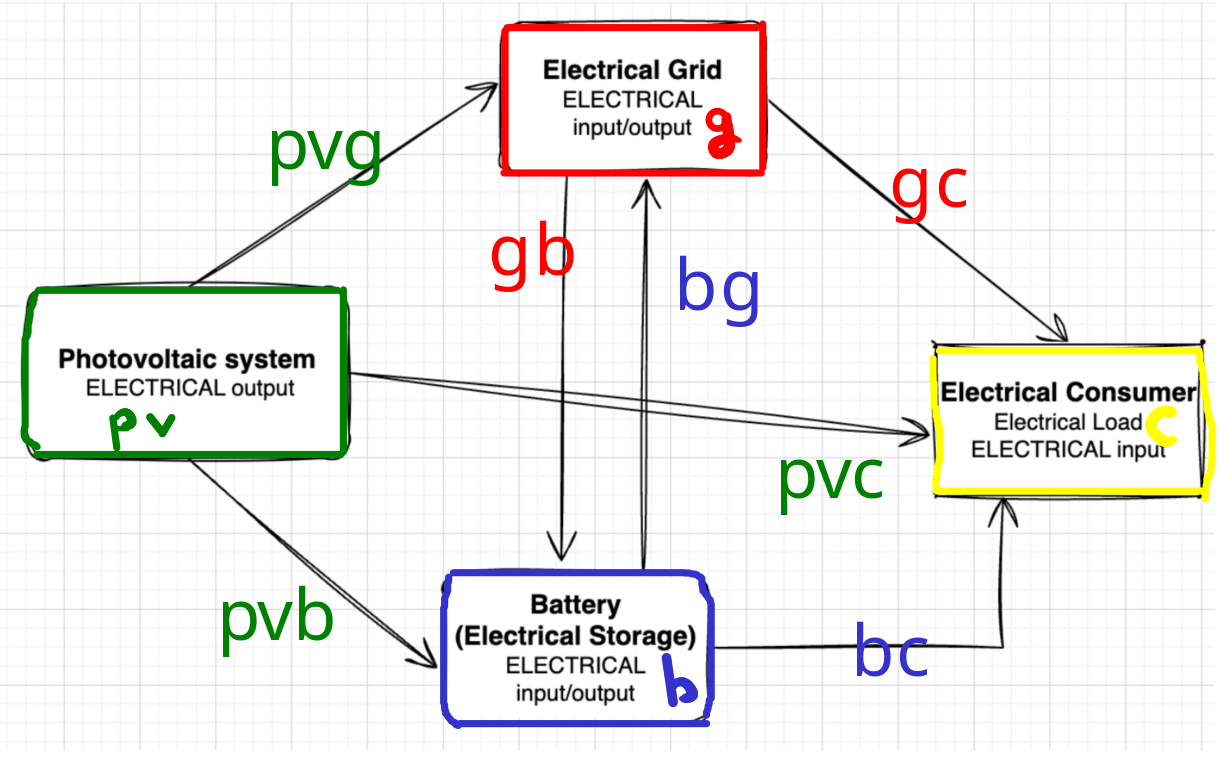 Electrical Grid
ELECTRICAL
input/output
g
pvg
gc
gb
bg
Photovoltaic system
ELECTRICAL output
pv
Electrical Consumer
Electrical Load
c
ELECTRICAL input
pvc
pvb
Battery
(Electrical Storage)
ELECTRICAL
input/output
b
bc